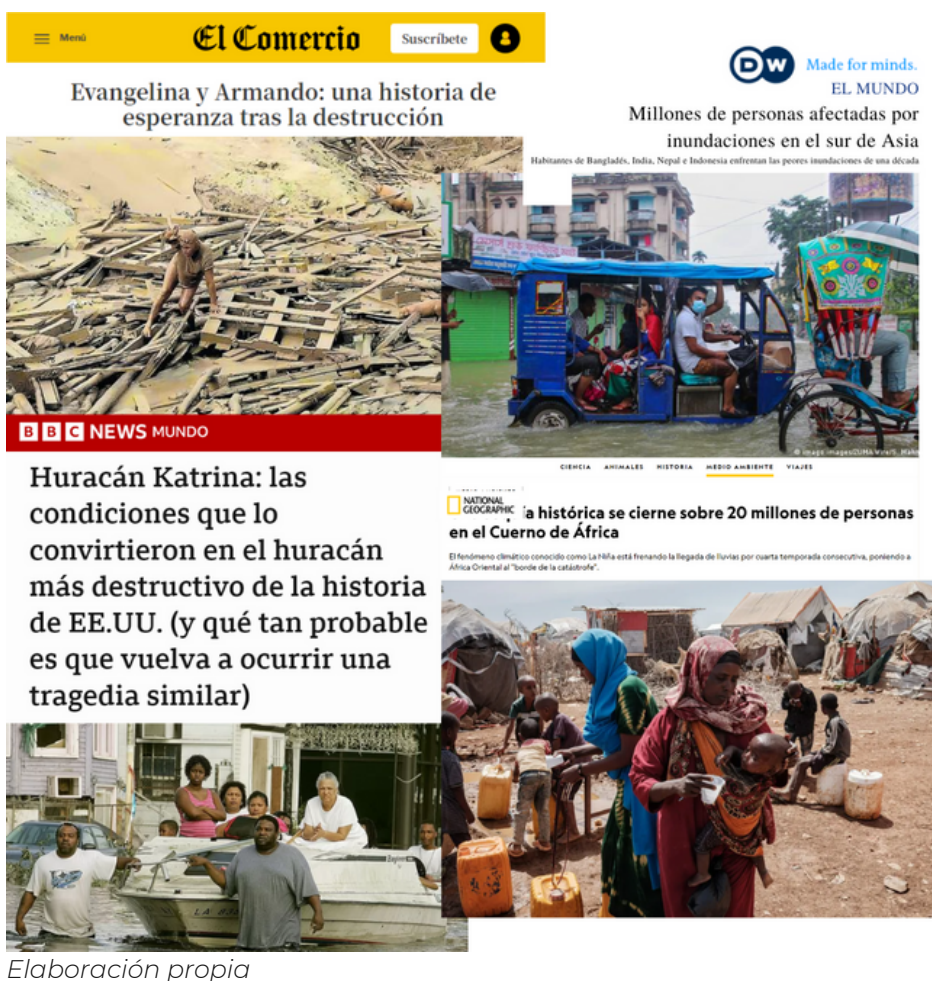 Menú
El Comercio
Suscríbete
Evangelina y Armando: una historia de
esperanza tras la destrucción
BBC NEWS MUNDO
Huracán Katrina: las
condiciones que lo
convirtieron en el huracán
más destructivo de la historia
de EE.UU. (y qué tan probable
es que vuelva a ocurrir una
tragedia similar)
DW Made for minds.
EL MUNDO
Millones de personas afectadas por
inundaciones en el sur de Asia
Habitantes de Bangladés, India, Nepal e Indonesia enfrentan las peores inundaciones de una década
CIENCIA ANIMALES HISTORIA MEDIO AMBIENTE VIAJES
NATIONAL
GEOGRAPHIC
ía histórica se cierne sobre 20 millones de personas
en el Cuerno de África
El fenómeno climático conocido como La Niña está frenando la llegada de lluvias por cuarta temporada consecutiva, poniendo a
África Oriental al "borde de la catástrofe".
Elaboración propia